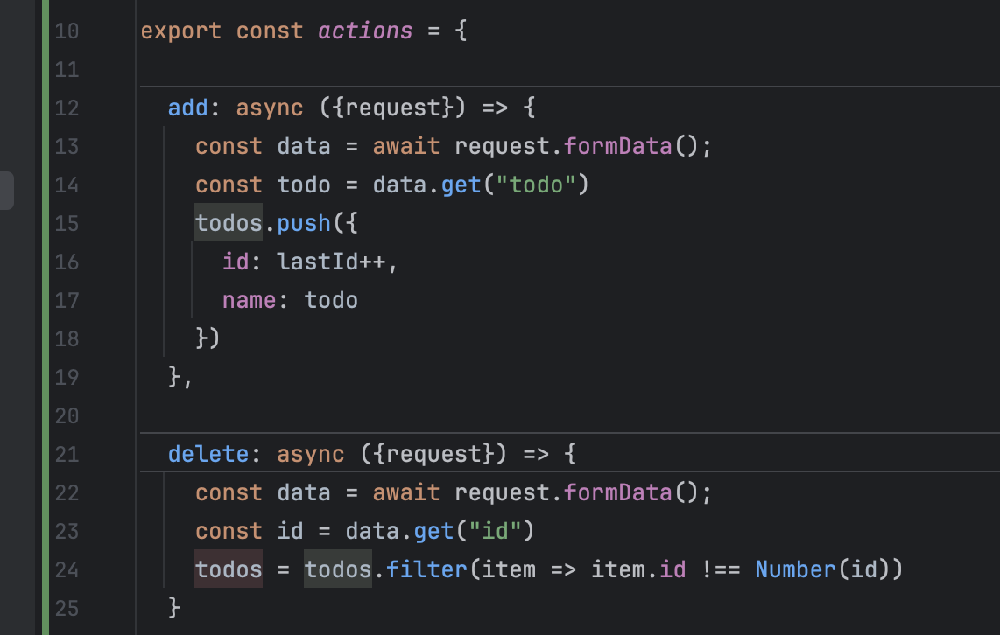 10 export const actions = {
11
12   add: async ({request}) => {
13     const data = await request.formData();
14     const todo = data.get("todo")
15     todos.push({
16       id: lastId++,
17       name: todo
18     })
19   },
20
21   delete: async ({request}) => {
22     const data = await request.formData();
23     const id = data.get("id")
24     todos = todos.filter(item => item.id !== Number(id))
25   }